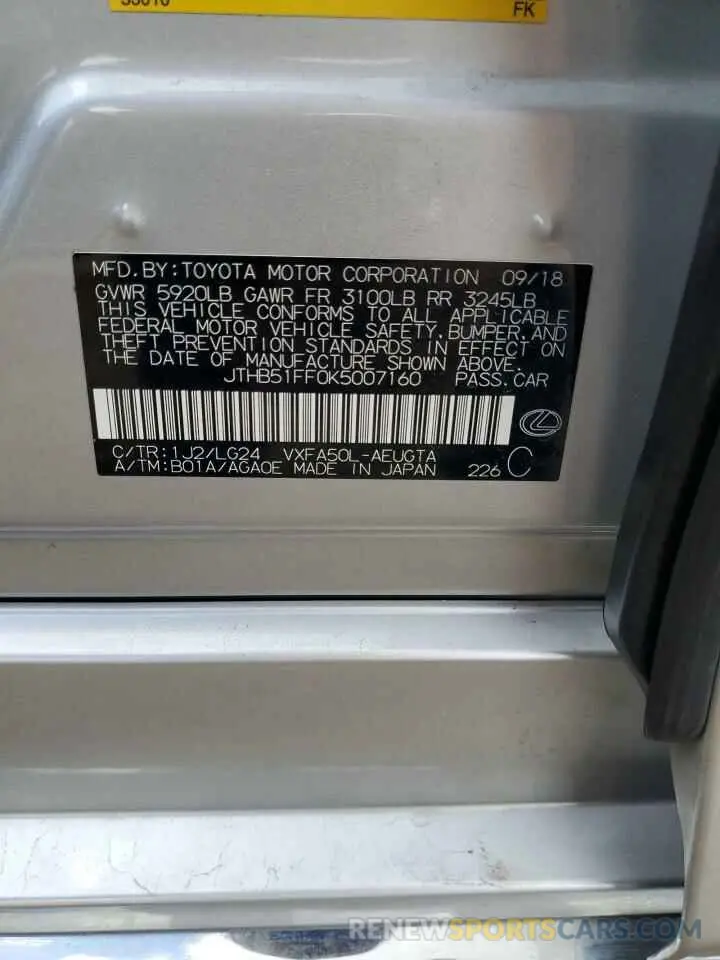 FK
MFD.BY:TOYOTA MOTOR CORPORATION 09/18
GVWR 5920LB GAWR FR 3100LB RR 3245LB
THIS VEHICLE CONFORMS TO ALL APPLICABLE
FEDERAL MOTOR VEHICLE SAFETY,BUMPER,AND
THEFT PREVENTION STANDARDS IN EFFECT ON
THE DATE OF MANUFACTURE SHOWN ABOVE.
JTHB51FF0K5007160 PASS.CAR
C/TR:1J2/LG24 VXFA50L-AEUGTA
A/TM:B01A/AGA0E MADE IN JAPAN 226 C
RENEWSPORTSCARS.COM